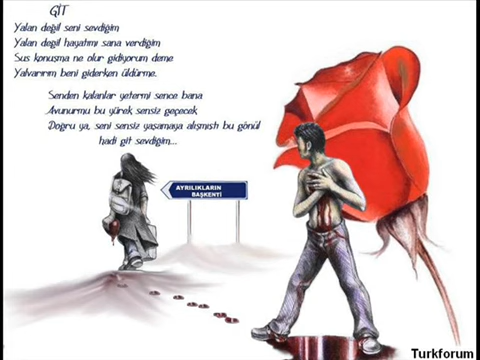 GİT
Yalan değil seni sevdiğim
Yalan değil hayatımı sana verdiğim
Sus konuşma ne olur gidiyorum deme
Yalvarırım beni giderken üldürme.
Senden kalanlar yetermi sence bana
Avunurmu bu yürek sensiz geçecek
Doğru ya, seni sensiz yaşamaya alışmıstı bu gönül
hadi git sevdiğim...
AYRILIKLARIN
BAŞKENTİ
Turkforum